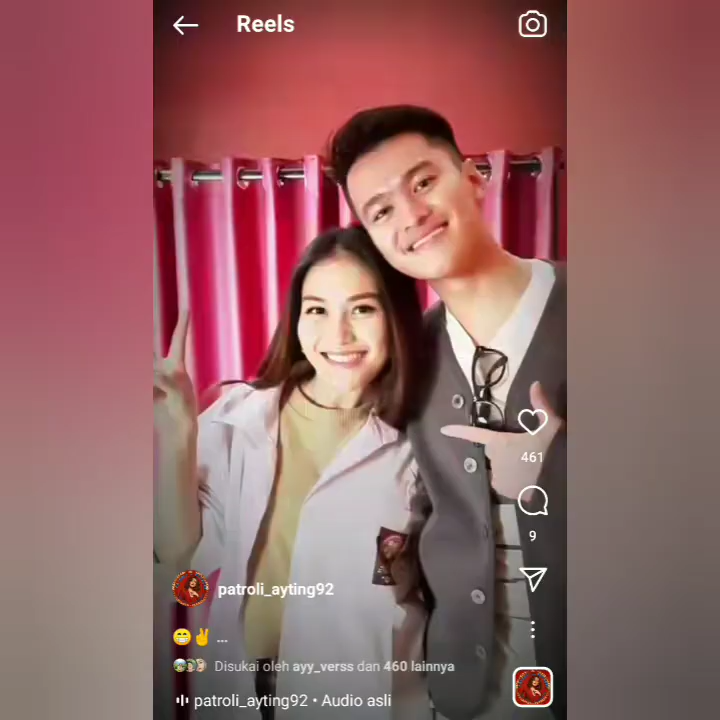 Reels
461
9
patroli_ayting92
😁✌️ ...
Disukai oleh ayy_verss dan 460 lainnya
patroli_ayting92 • Audio asli